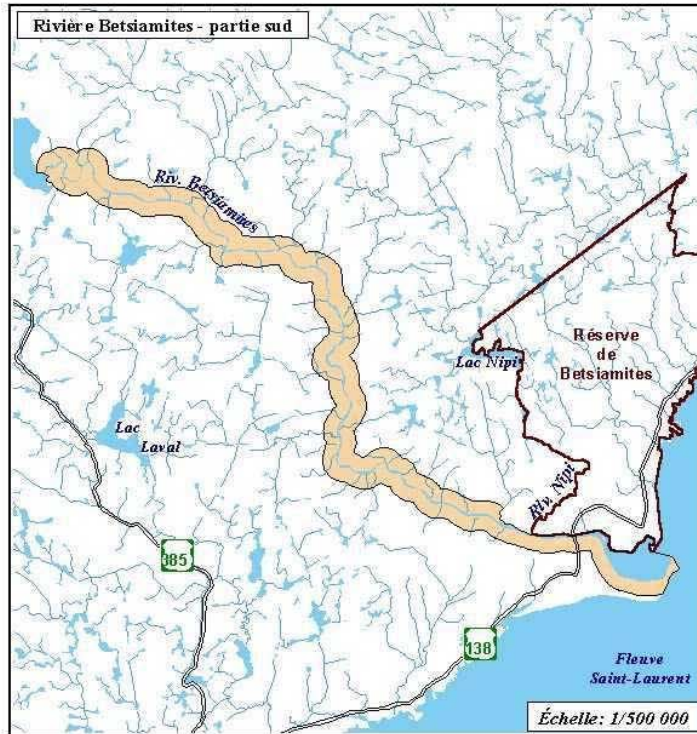 Rivière Betsiamites - partie sud
Riv. Betsiamites
Réserve
de
Betsiamites
Lac Nipi
Lac
Laval
Riv. Nipi
385
138
Fleuve
Saint-Laurent
Échelle: 1/500 000